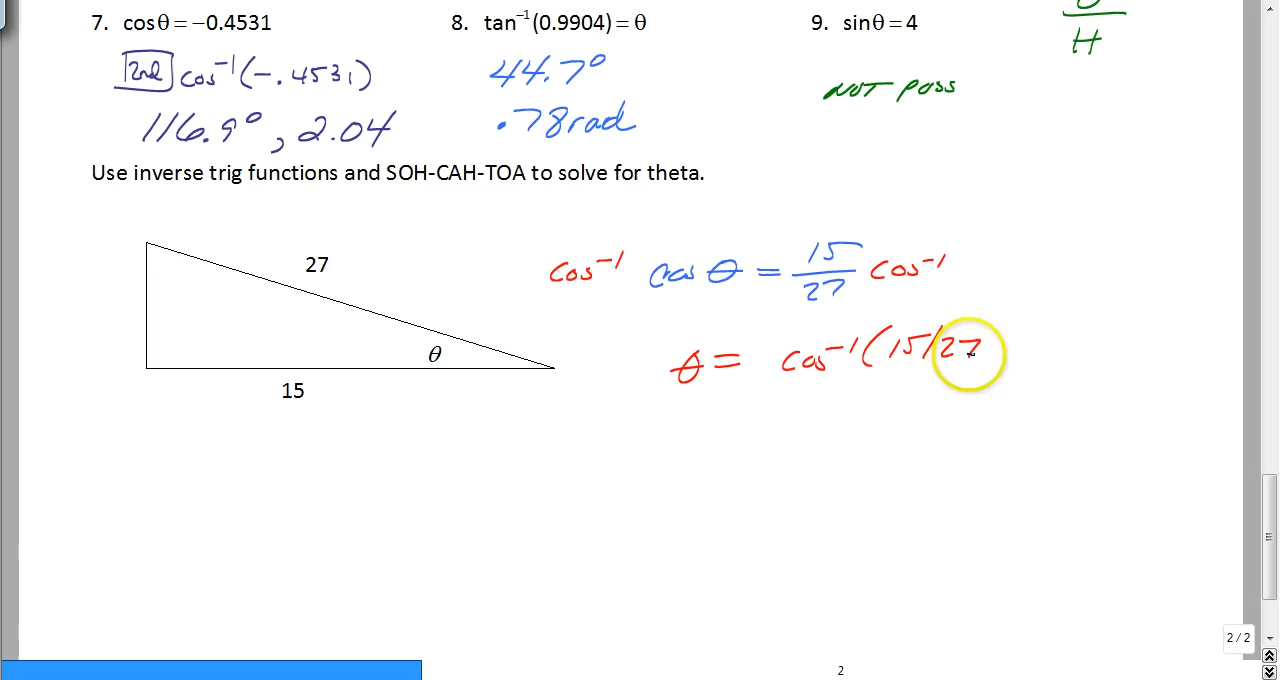 7. cosθ = −0.4531 8. tan⁻¹(0.9904) = θ 9. sinθ = 4
H
2nd cos⁻¹(-.4531) 44.7° NOT POSS
116.9°, 2.04 .78rad
Use inverse trig functions and SOH-CAH-TOA to solve for theta.
27
cos⁻¹ cos θ = 15/27 cos⁻¹
θ
θ = cos⁻¹(15/27
15
2 / 2
2